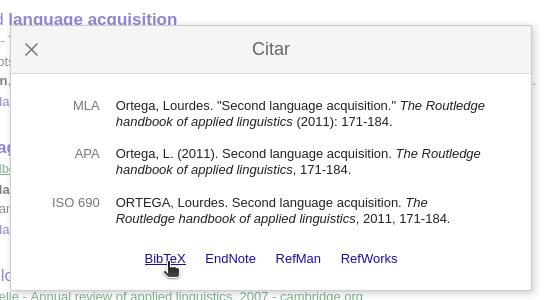 language acquisition
Citar
MLA
Ortega, Lourdes. "Second language acquisition." The Routledge
handbook of applied linguistics (2011): 171-184.
APA
Ortega, L. (2011). Second language acquisition. The Routledge
handbook of applied linguistics, 171-184.
ISO 690
ORTEGA, Lourdes. Second language acquisition. The
Routledge handbook of applied linguistics, 2011, 171-184.
BibTeX EndNote RefMan RefWorks
elle - Annual review of applied linguistics, 2007 - cambridge.org